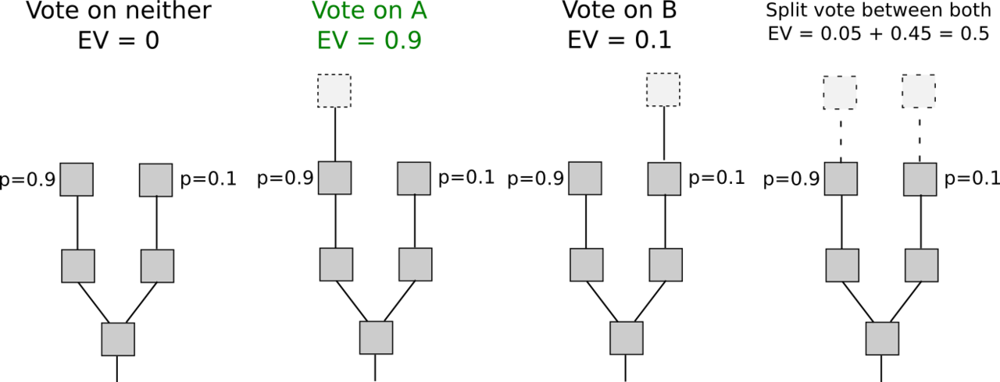 Vote on neither
EV = 0
Vote on A
EV = 0.9
Vote on B
EV = 0.1
Split vote between both
EV = 0.05 + 0.45 = 0.5
p=0.9
p=0.1
p=0.9
p=0.1
p=0.9
p=0.1
p=0.9
p=0.1